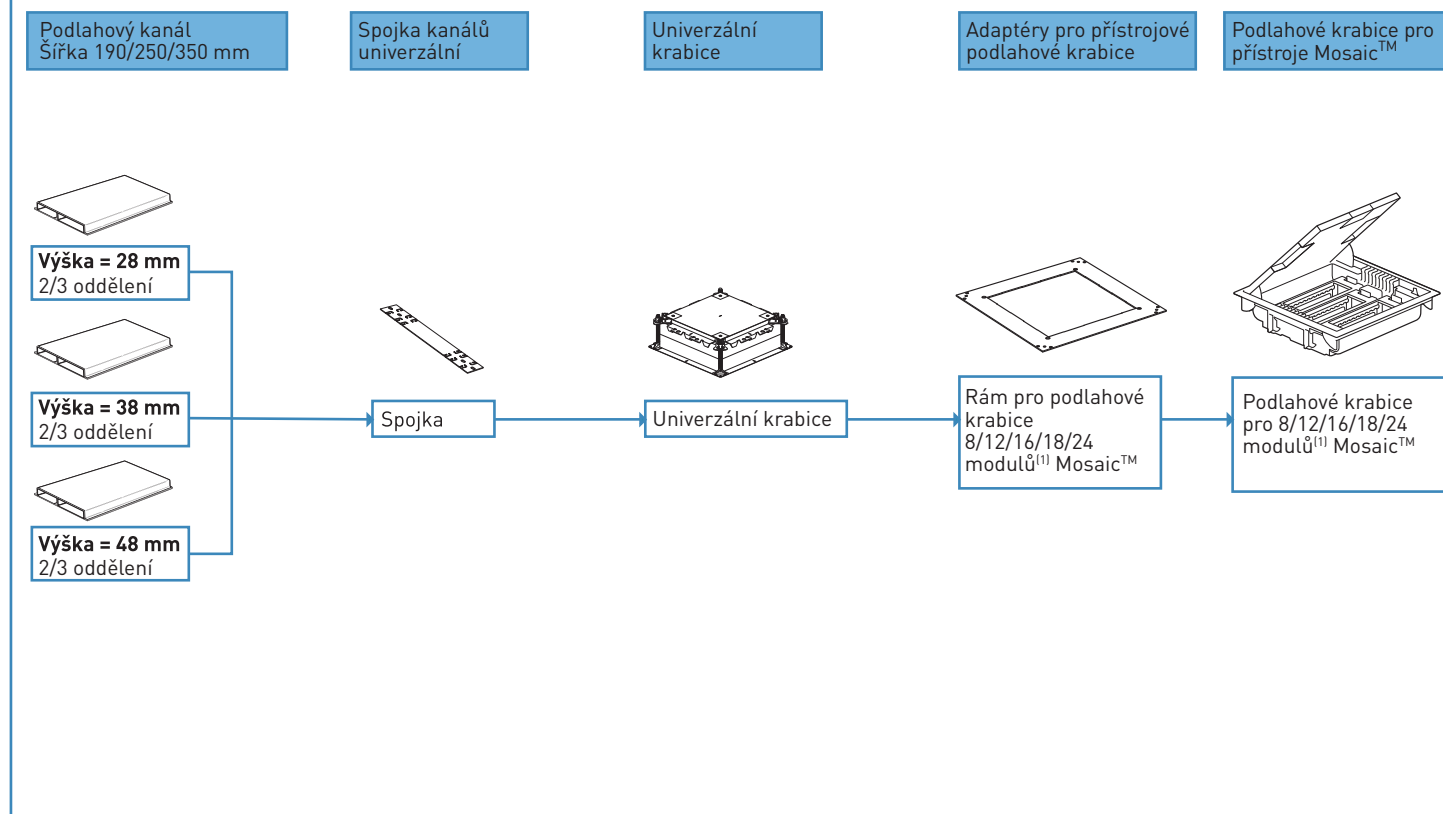 Podlahový kanál
Šířka 190/250/350 mm
Spojka kanálů
univerzální
Univerzální
krabice
Adaptéry pro přístrojové
podlahové krabice
Podlahové krabice pro
přístroje Mosaic™
Výška = 28 mm
2/3 oddělení
Výška = 38 mm
2/3 oddělení
Výška = 48 mm
2/3 oddělení
Spojka
Univerzální krabice
Rám pro podlahové
krabice
8/12/16/18/24
modulů(1) Mosaic™
Podlahové krabice
pro 8/12/16/18/24
modulů(1) Mosaic™